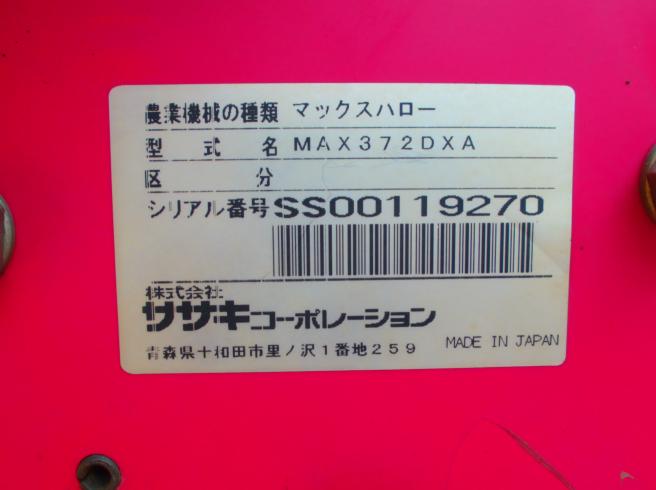 農業機械の種類 マックスハロー
型式名 MAX372DXA
区分
シリアル番号 SS00119270
株式会社
ササキコーポレーション
青森県十和田市里ノ沢1番地259 MADE IN JAPAN